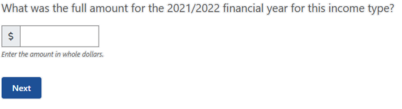 What was the full amount for the 2021/2022 financial year for this income type?
$
Enter the amount in whole dollars.
Next